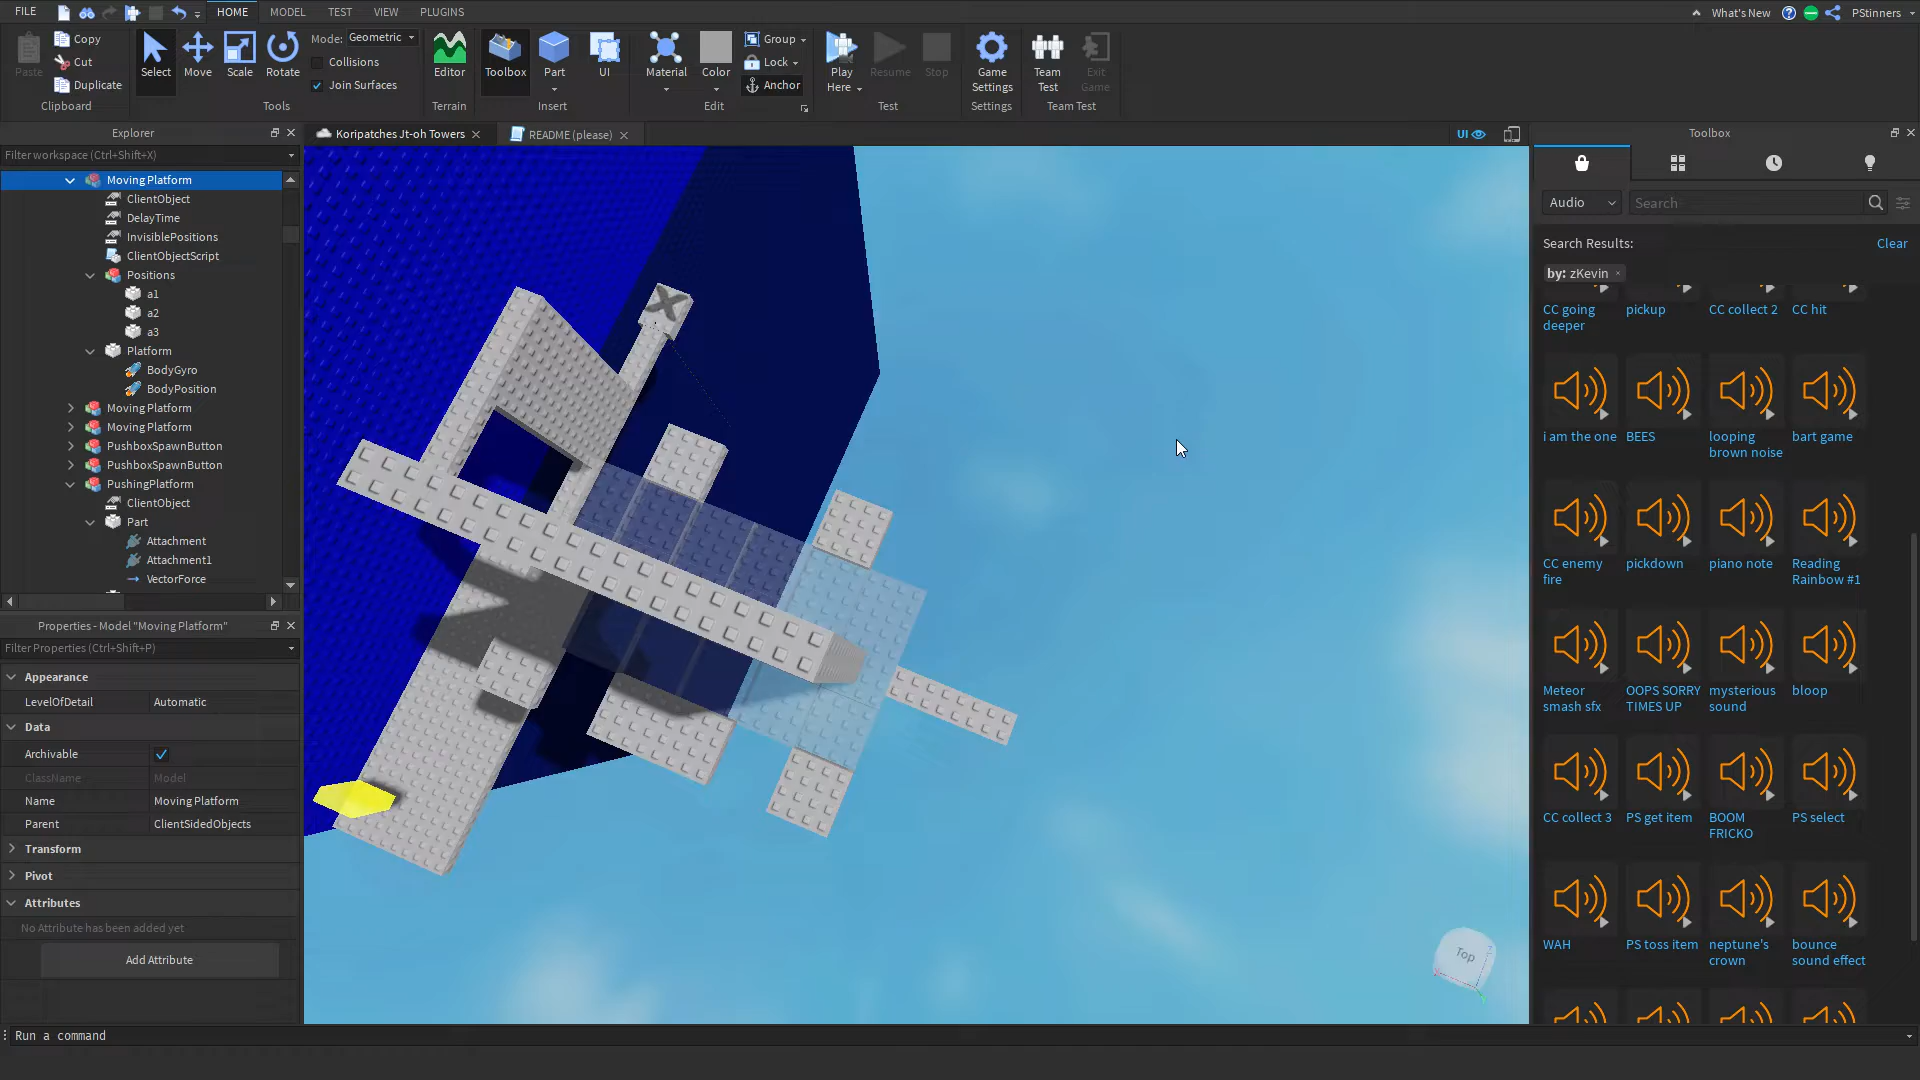 FILE
HOME
MODEL
TEST
VIEW
PLUGINS
What's New
PStinners
Paste
Copy
Cut
Duplicate
Clipboard
Select
Move
Scale
Rotate
Mode: Geometric
Collisions
Join Surfaces
Tools
Editor
Terrain
Toolbox
Part
UI
Insert
Material
Color
Group
Lock
Anchor
Edit
Play
Here
Resume
Stop
Test
Game
Settings
Settings
Team
Test
Exit
Game
Team Test
Explorer
Filter workspace (Ctrl+Shift+X)
Moving Platform
ClientObject
DelayTime
InvisiblePositions
ClientObjectScript
Positions
a1
a2
a3
Platform
BodyGyro
BodyPosition
Moving Platform
Moving Platform
PushboxSpawnButton
PushboxSpawnButton
PushingPlatform
ClientObject
Part
Attachment
Attachment1
VectorForce
Properties - Model "Moving Platform"
Filter Properties (Ctrl+Shift+P)
Appearance
LevelOfDetail Automatic
Data
Archivable
ClassName Model
Name Moving Platform
Parent ClientSidedObjects
Transform
Pivot
Attributes
No Attribute has been added yet
Add Attribute
Run a command
Koripatches Jt-oh Towers
README (please)
UI
Top
Toolbox
Audio
Search
Search Results:
Clear
by: zKevin
CC going
deeper
pickup
CC collect 2
CC hit
i am the one
BEES
looping
brown noise
bart game
CC enemy
fire
pickdown
piano note
Reading
Rainbow #1
Meteor
smash sfx
OOPS SORRY
TIMES UP
mysterious
sound
bloop
CC collect 3
PS get item
BOOM
FRICKO
PS select
WAH
PS toss item
neptune's
crown
bounce
sound effect